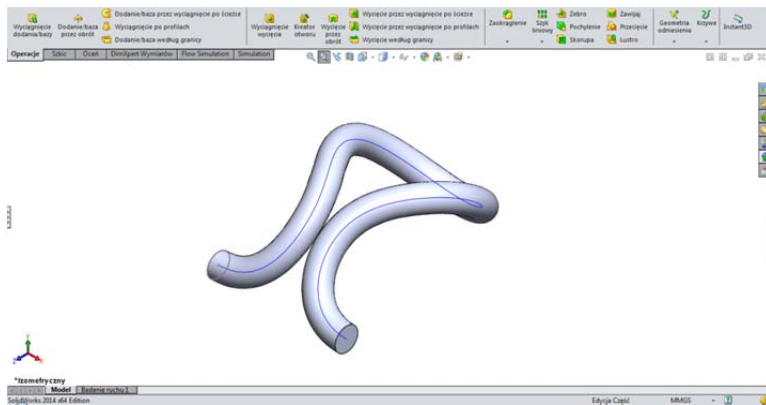 Wyciągnięcie dodania/bazy
Dodanie/baza przez obrót
Dodanie/baza przez wyciągnięcie po ścieżce
Wyciągnięcie po profilach
Dodanie/baza według granicy
Wyciągnięcie wycięcie
Kreator otworu
Wycięcie przez obrót
Wycięcie przez wyciągnięcie po ścieżce
Wycięcie po profilach
Wycięcie według granicy
Zaokrąglenie
Szyk liniowy
Żebro
Pochylenie
Skorupa
Zawijaj
Przecięcie
Lustro
Geometria odniesienia
Krzywe
Instant3D
Operacje Szkic Oceń DimXpert Wymiarów Flow Simulation Simulation
Y
Z X
*Izometryczny
Model Badanie ruchu 1
SolidWorks 2014 x64 Edition Edycja Część MMGS